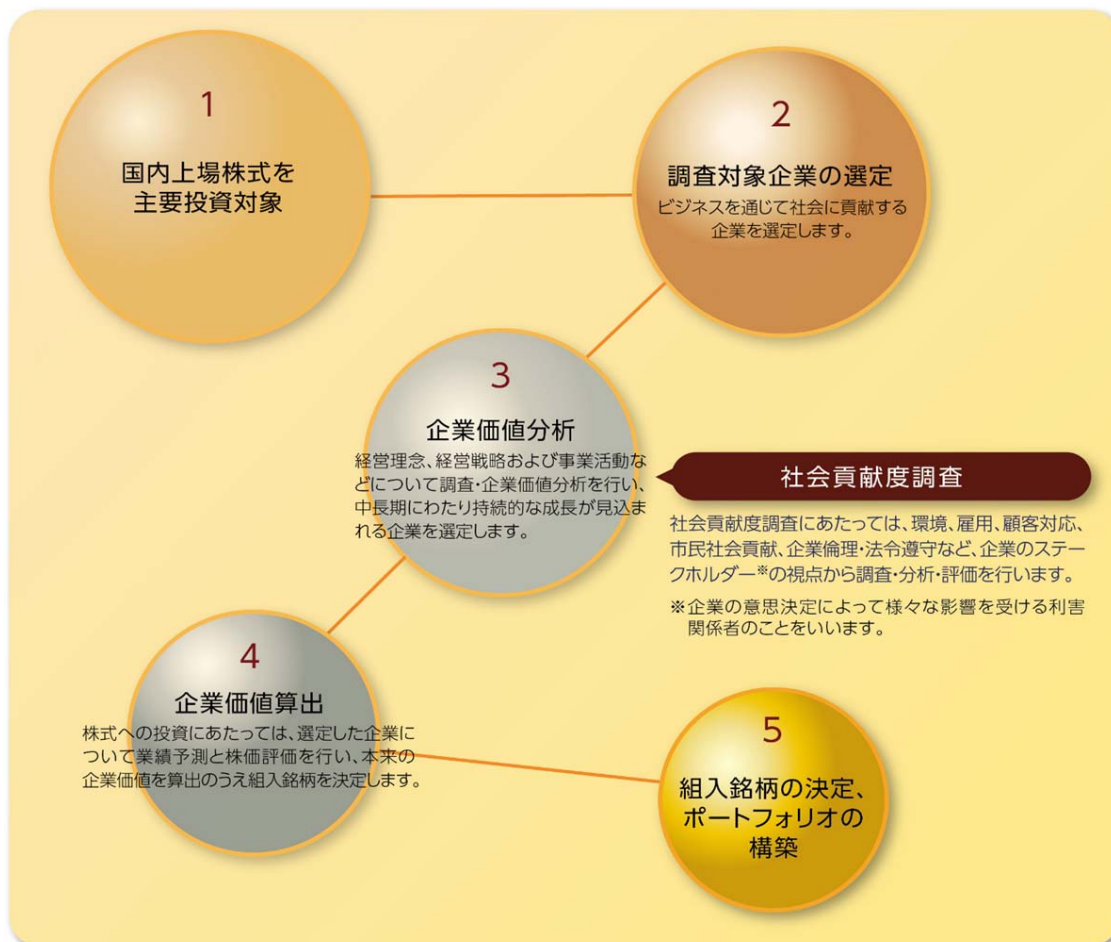 1
国内上場株式を
主要投資対象
2
調査対象企業の選定
ビジネスを通じて社会に貢献する
企業を選定します。
3
企業価値分析
経営理念、経営戦略および事業活動な
どについて調査・企業価値分析を行い、
中長期にわたり持続的な成長が見込ま
れる企業を選定します。
社会貢献度調査
社会貢献度調査にあたっては、環境、雇用、顧客対応、
市民社会貢献、企業倫理・法令遵守など、企業のステー
クホルダー※の視点から調査・分析・評価を行います。
※企業の意思決定によって様々な影響を受ける利害
関係者のことをいいます。
4
企業価値算出
株式への投資にあたっては、選定した企業に
ついて業績予測と株価評価を行い、本来の
企業価値を算出のうえ組入銘柄を決定します。
5
組入銘柄の決定、
ポートフォリオの
構築